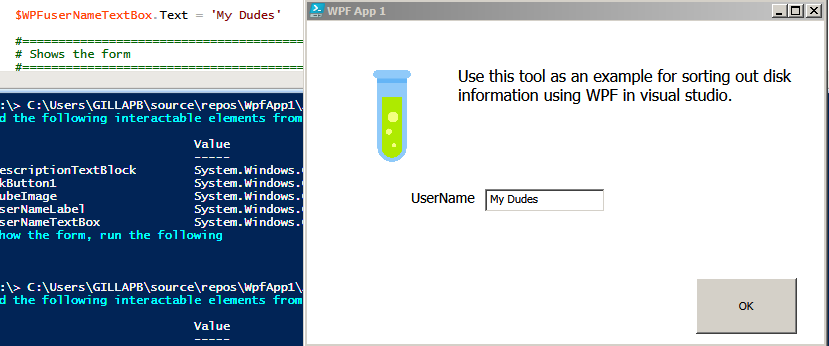 $WPFuserNameTextBox.Text = 'My Dudes'
#=======================================
# Shows the form
#=======================================
:\> C:\Users\GILLAPB\source\repos\WpfApp1\
d the following interactable elements from
Value
-----
escriptionTextBlock System.Windows.
kButton1 System.Windows.
ubeImage System.Windows.
serNameLabel System.Windows.
serNameTextBox System.Windows.
how the form, run the following
:\> C:\Users\GILLAPB\source\repos\WpfApp1\
d the following interactable elements from
Value
-----
WPF App 1
Use this tool as an example for sorting out disk
information using WPF in visual studio.
UserName My Dudes
OK